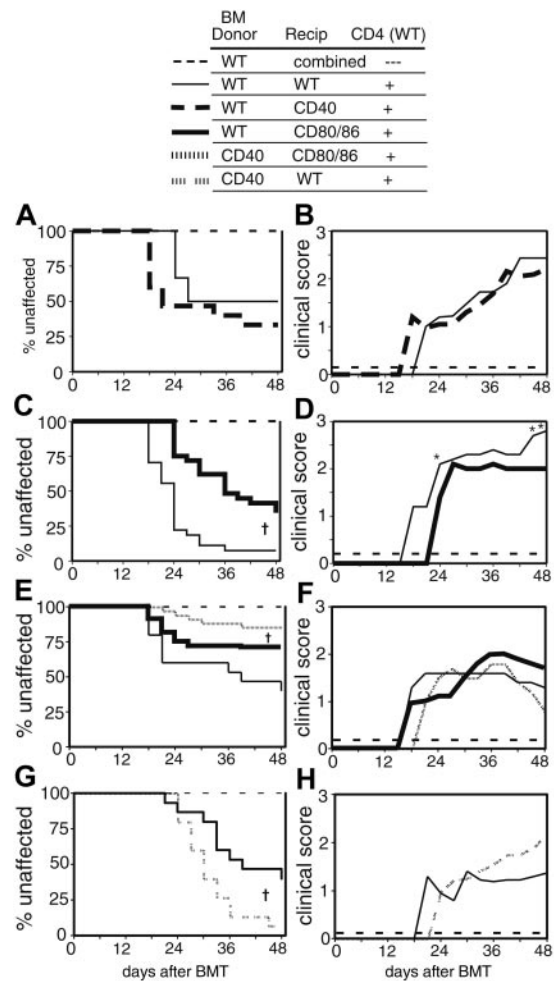 BM
Donor Recip CD4 (WT)
WT combined ---
WT WT +
WT CD40 +
WT CD80/86 +
CD40 CD80/86 +
CD40 WT +
A B
% unaffected 100 75 50 25 0
0 12 24 36 48
clinical score 3 2 1 0
0 12 24 36 48
C D
% unaffected 100 75 50 25 0
†
0 12 24 36 48
clinical score 3 2 1 0
* * *
0 12 24 36 48
E F
% unaffected 100 75 50 25 0
†
0 12 24 36 48
clinical score 3 2 1 0
0 12 24 36 48
G H
% unaffected 100 75 50 25 0
†
0 12 24 36 48
days after BMT
clinical score 3 2 1 0
0 12 24 36 48
days after BMT